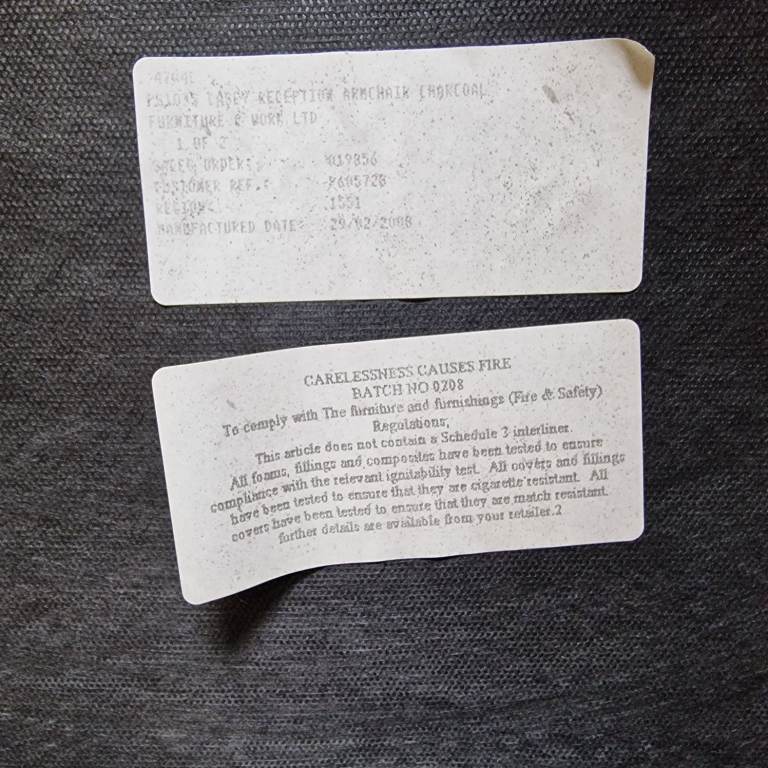 RECEPTION ARMCHAIR CHARCOAL
FURNITURE @ WORK LTD
1 OF 2
SALES ORDER: 019856
CUSTOMER REF.:
REGION: 1551
MANUFACTURED DATE: 29/02/2008
CARELESSNESS CAUSES FIRE
BATCH NO 0208
To comply with The furniture and furnishings (Fire & Safety)
Regulations;
This article does not contain a Schedule 3 interliner.
All foams, fillings and composites have been tested to ensure
compliance with the relevant ignitability test. All covers and fillings
have been tested to ensure that they are cigarette resistant. All
covers have been tested to ensure that they are match resistant.
further details are available from your retailer.2